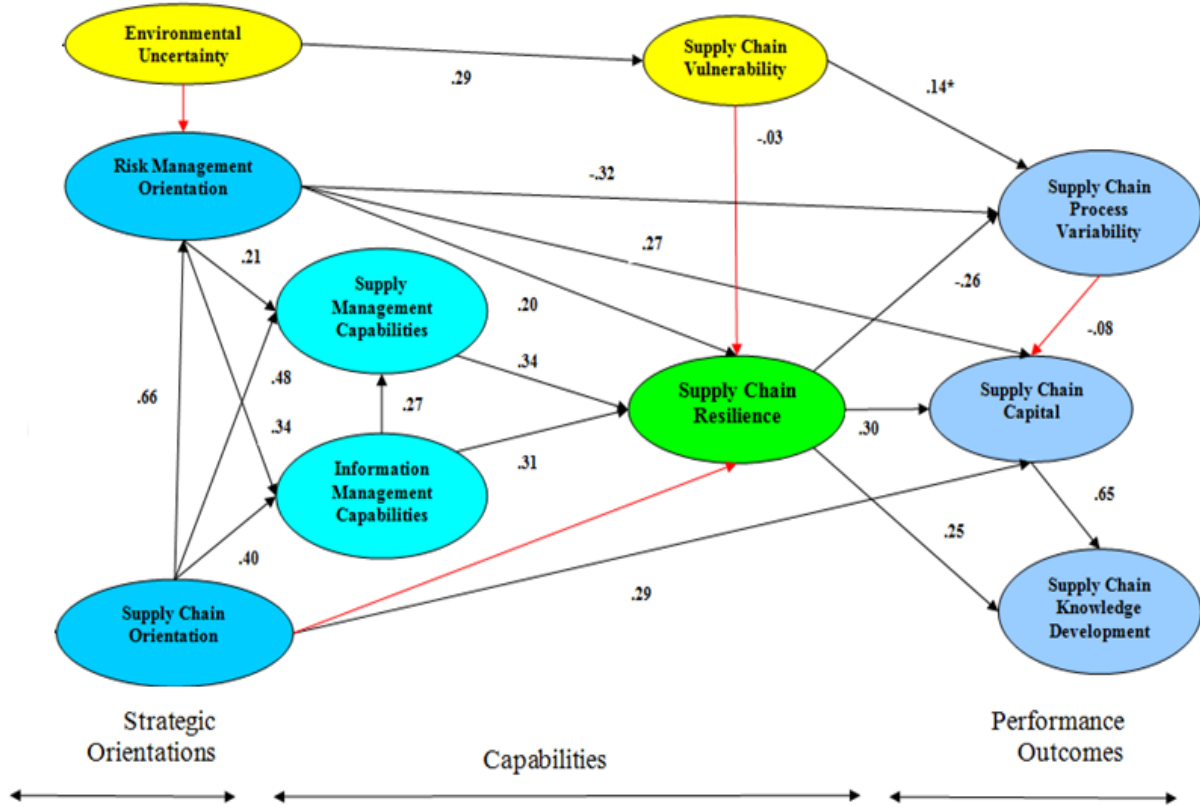 Environmental
Uncertainty
Supply Chain
Vulnerability
.29
.14*
-.03
Risk Management
Orientation
-.32
Supply Chain
Process
Variability
.21
.27
Supply
Management
Capabilities
.20
-.26
-.08
.34
.66
.48
.27
Supply Chain
Resilience
.30
Supply Chain
Capital
.34
.31
Information
Management
Capabilities
.65
.25
.40
.29
Supply Chain
Orientation
Supply Chain
Knowledge
Development
Strategic
Orientations
Capabilities
Performance
Outcomes